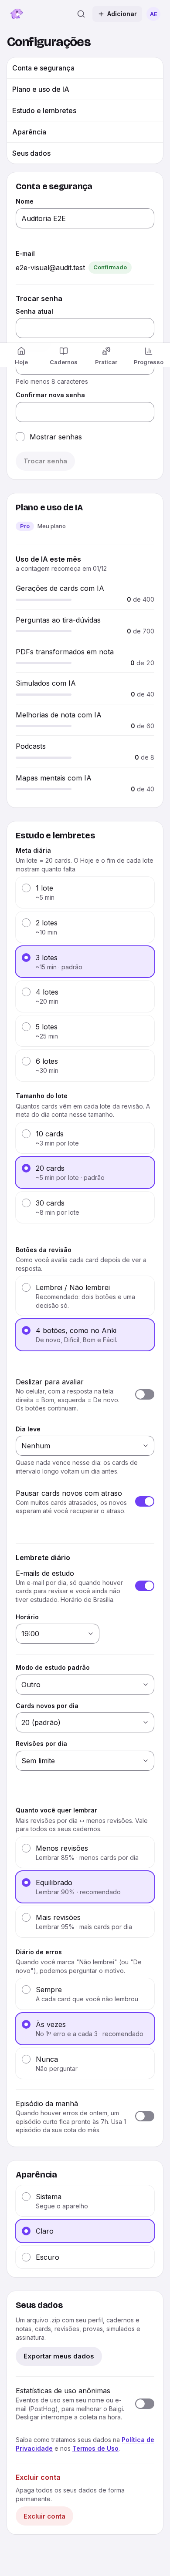 Adicionar
AE
Configurações
Conta e segurança
Plano e uso de IA
Estudo e lembretes
Aparência
Seus dados
Conta e segurança
Nome
Auditoria E2E
E-mail
e2e-visual@audit.test Confirmado
Trocar senha
Senha atual
Hoje Cadernos Praticar Progresso
Pelo menos 8 caracteres
Confirmar nova senha
Mostrar senhas
Trocar senha
Plano e uso de IA
Pro Meu plano
Uso de IA este mês
a contagem recomeça em 01/12
Gerações de cards com IA
0 de 400
Perguntas ao tira-dúvidas
0 de 700
PDFs transformados em nota
0 de 20
Simulados com IA
0 de 40
Melhorias de nota com IA
0 de 60
Podcasts
0 de 8
Mapas mentais com IA
0 de 40
Estudo e lembretes
Meta diária
Um lote = 20 cards. O Hoje e o fim de cada lote
mostram quanto falta.
1 lote
~5 min
2 lotes
~10 min
3 lotes
~15 min · padrão
4 lotes
~20 min
5 lotes
~25 min
6 lotes
~30 min
Tamanho do lote
Quantos cards vêm em cada lote da revisão. A
meta do dia conta nesse tamanho.
10 cards
~3 min por lote
20 cards
~5 min por lote · padrão
30 cards
~8 min por lote
Botões da revisão
Como você avalia cada card depois de ver a
resposta.
Lembrei / Não lembrei
Recomendado: dois botões e uma
decisão só.
4 botões, como no Anki
De novo, Difícil, Bom e Fácil.
Deslizar para avaliar
No celular, com a resposta na tela:
direita = Bom, esquerda = De novo.
Os botões continuam.
Dia leve
Nenhum
Quase nada vence nesse dia: os cards de
intervalo longo voltam um dia antes.
Pausar cards novos com atraso
Com muitos cards atrasados, os novos
esperam até você recuperar o atraso.
Lembrete diário
E-mails de estudo
Um e-mail por dia, só quando houver
cards para revisar e você ainda não
tiver estudado. Horário de Brasília.
Horário
19:00
Modo de estudo padrão
Outro
Cards novos por dia
20 (padrão)
Revisões por dia
Sem limite
Quanto você quer lembrar
Mais revisões por dia ↔ menos revisões. Vale
para todos os seus cadernos.
Menos revisões
Lembrar 85% · menos cards por dia
Equilibrado
Lembrar 90% · recomendado
Mais revisões
Lembrar 95% · mais cards por dia
Diário de erros
Quando você marca "Não lembrei" (ou "De
novo"), podemos perguntar o motivo.
Sempre
A cada card que você não lembrou
Às vezes
No 1º erro e a cada 3 · recomendado
Nunca
Não perguntar
Episódio da manhã
Quando houver erros de ontem, um
episódio curto fica pronto às 7h. Usa 1
episódio da sua cota do mês.
Aparência
Sistema
Segue o aparelho
Claro
Escuro
Seus dados
Um arquivo .zip com seu perfil, cadernos e
notas, cards, revisões, provas, simulados e
assinatura.
Exportar meus dados
Estatísticas de uso anônimas
Eventos de uso sem nome ou e-
mail (PostHog), para melhorar o Baigi.
Desligar interrompe a coleta na hora.
Saiba como tratamos seus dados na Política de
Privacidade e nos Termos de Uso.
Excluir conta
Apaga todos os seus dados de forma
permanente.
Excluir conta